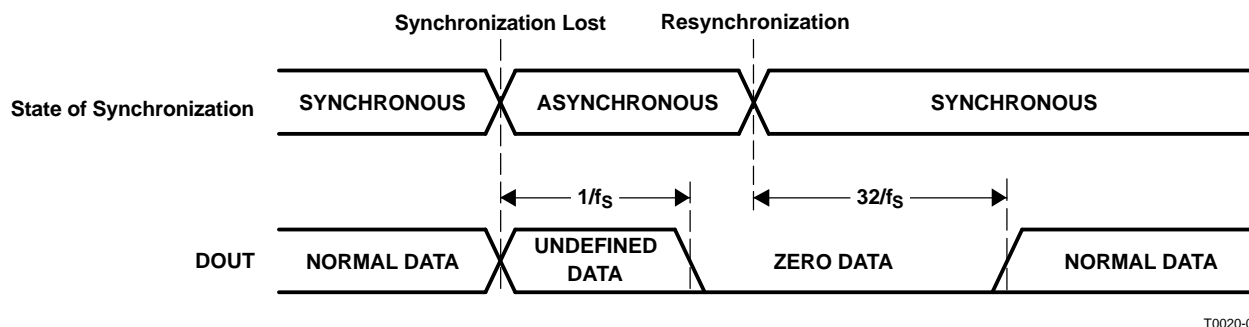 Synchronization Lost
Resynchronization
State of Synchronization
SYNCHRONOUS
ASYNCHRONOUS
SYNCHRONOUS
1/fS
32/fS
DOUT
NORMAL DATA
UNDEFINED
DATA
ZERO DATA
NORMAL DATA